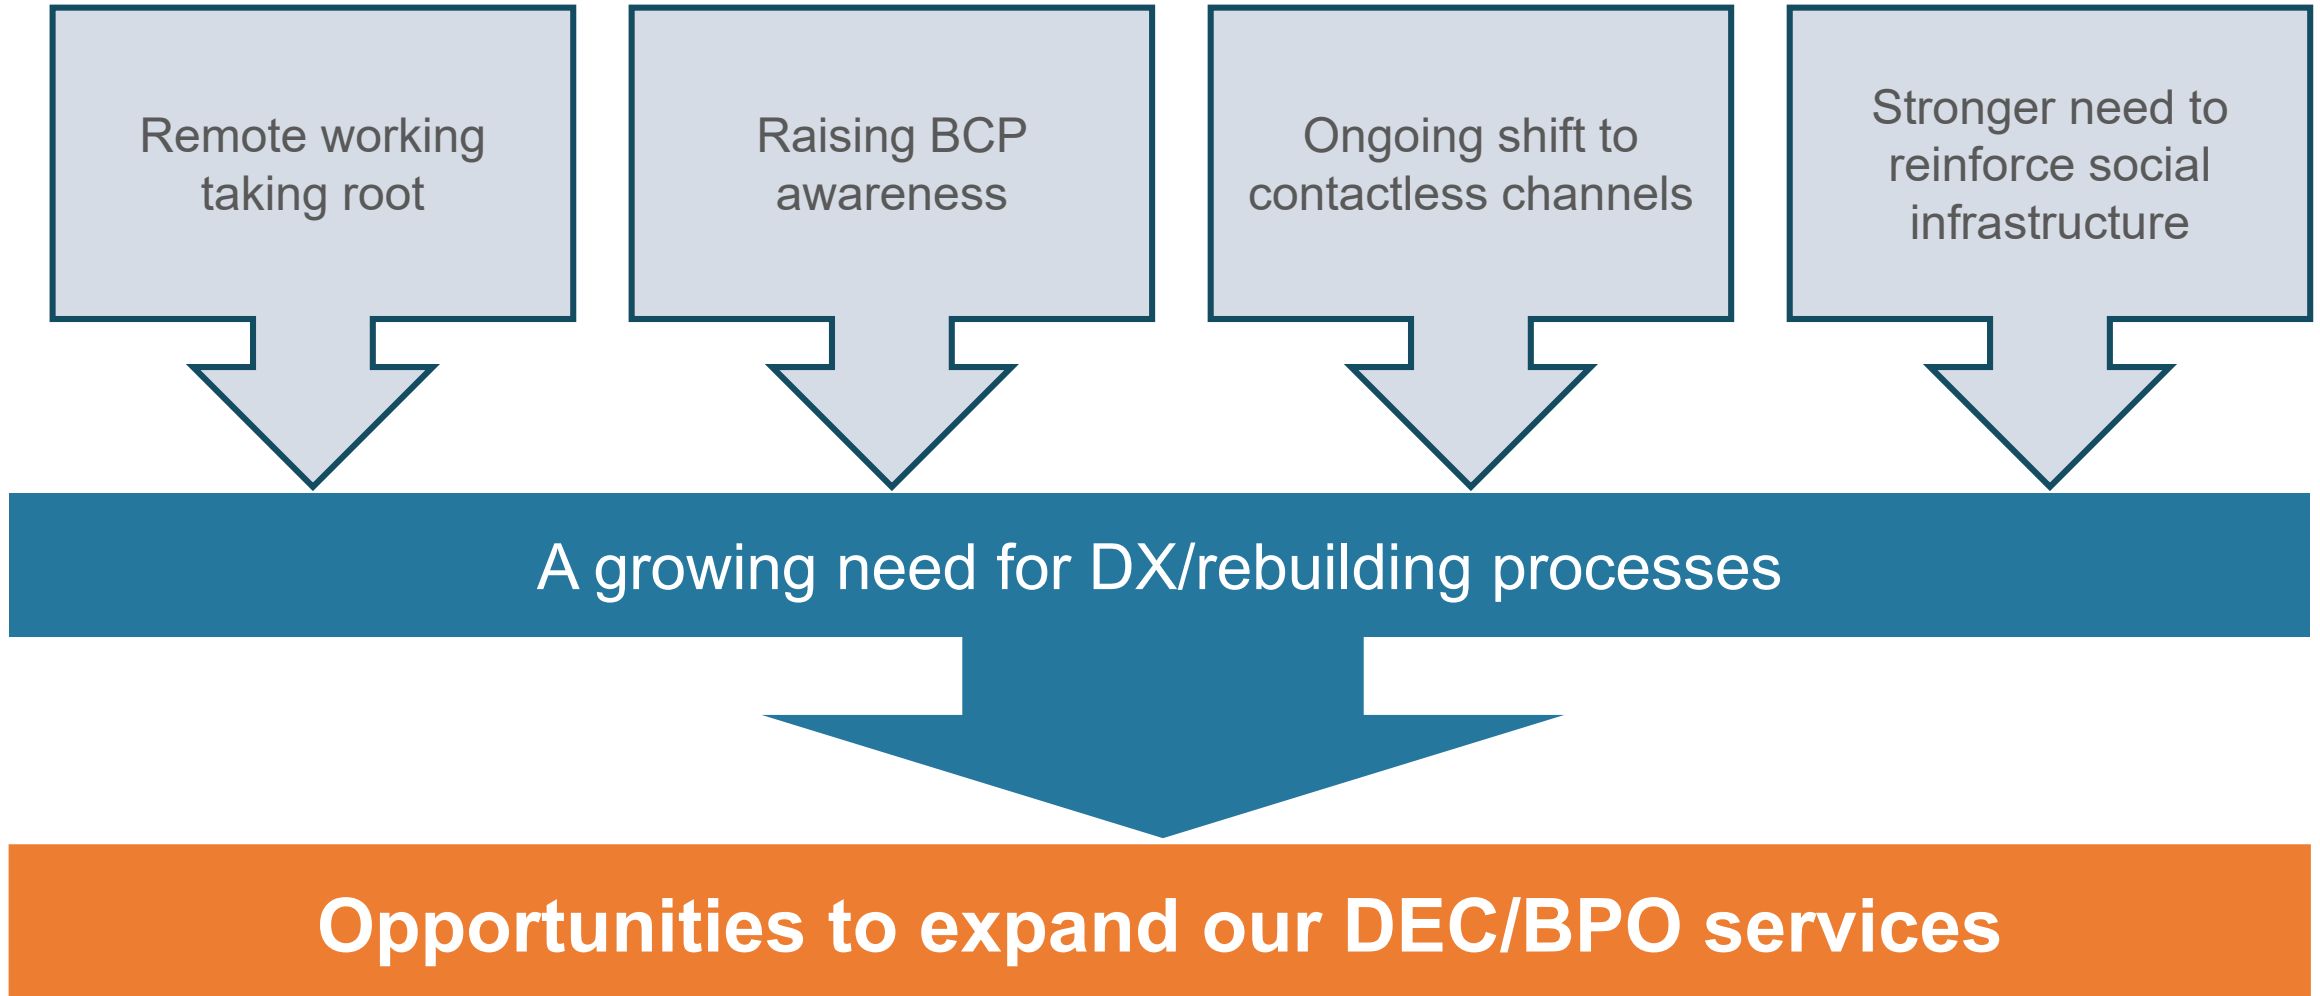 Remote working
taking root
Raising BCP
awareness
Ongoing shift to
contactless channels
Stronger need to
reinforce social
infrastructure
A growing need for DX/rebuilding processes
Opportunities to expand our DEC/BPO services